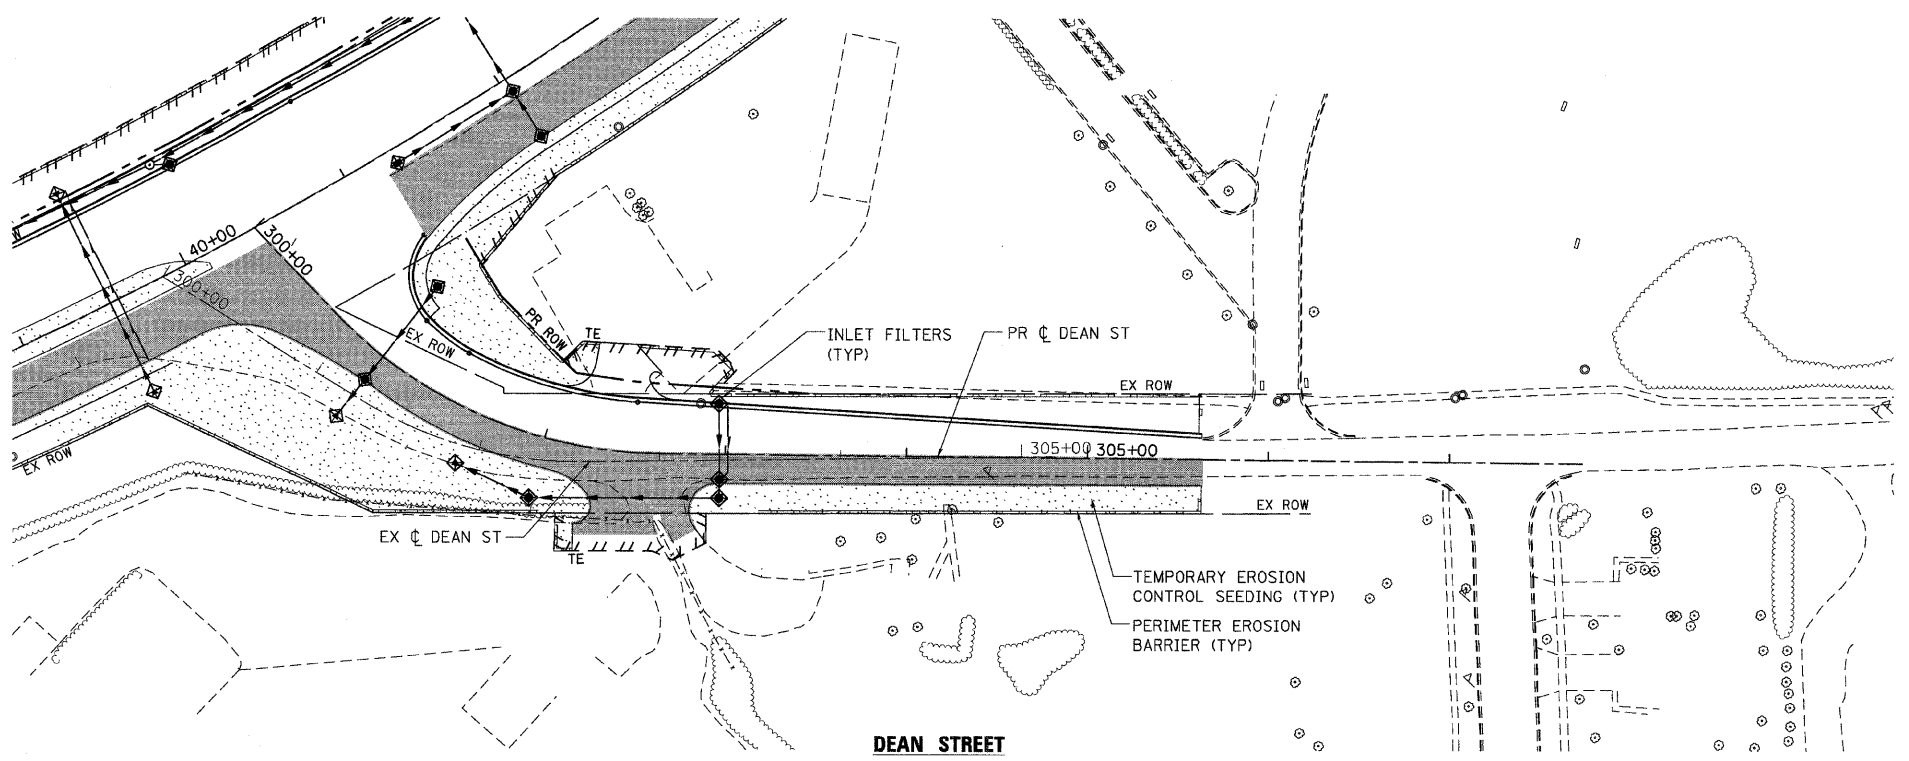 40+00
300+00
300+00
EX ROW
PR ROW
TE
INLET FILTERS
(TYP)
PR ℄ DEAN ST
EX ROW
305+00
305+00
EX ROW
EX ROW
EX ℄ DEAN ST
TE
TEMPORARY EROSION
CONTROL SEEDING (TYP)
PERIMETER EROSION
BARRIER (TYP)
DEAN STREET